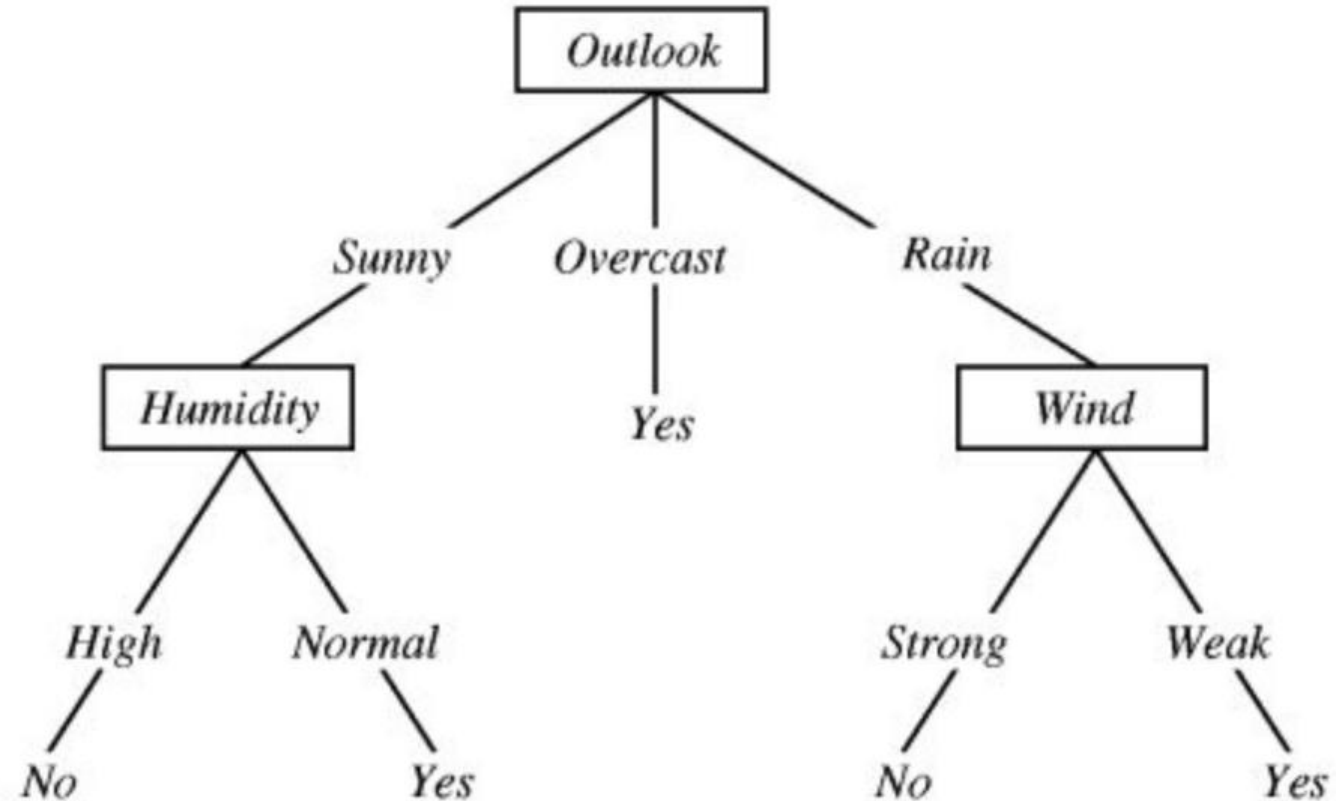 Outlook
Sunny Overcast Rain
Humidity Yes Wind
High Normal Strong Weak
No Yes No Yes